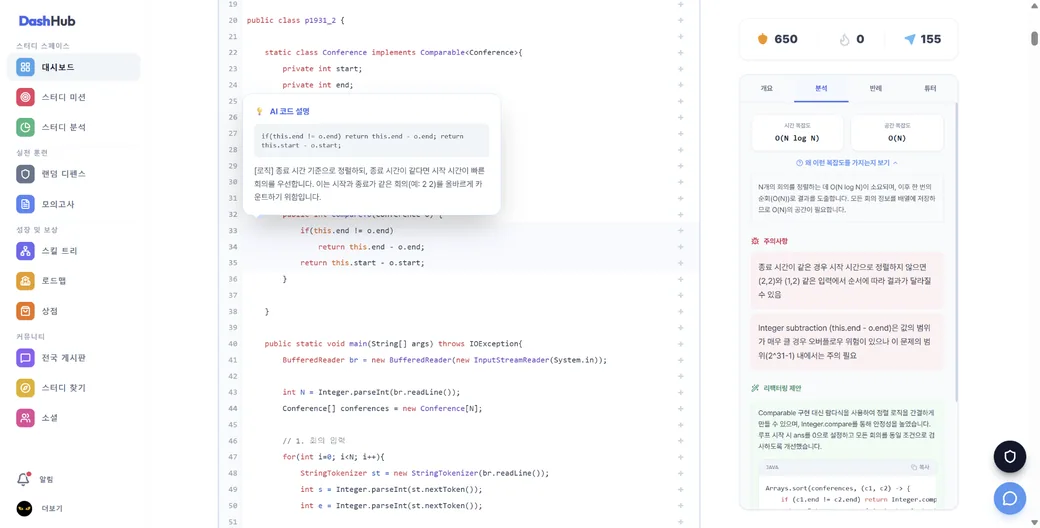 DashHub
스터디 스페이스
대시보드
스터디 미션
스터디 분석
실전 훈련
랜덤 디펜스
모의고사
성장 및 보상
스킬 트리
로드맵
상점
커뮤니티
전국 게시판
스터디 찾기
소셜
알림
더보기
19
20 public class p1931_2 {
21
22 static class Conference implements Comparable<Conference>{
23 private int start;
24 private int end;
25
26
27
28
29
30
31
32 public int compareTo(Conference o) {
33 if(this.end != o.end)
34 return this.end - o.end;
35 return this.start - o.start;
36 }
37
38 }
39
40 public static void main(String[] args) throws IOException{
41 BufferedReader br = new BufferedReader(new InputStreamReader(System.in));
42
43 int N = Integer.parseInt(br.readLine());
44 Conference[] conferences = new Conference[N];
45
46 // 1. 회의 입력
47 for(int i=0; i<N; i++){
48 StringTokenizer st = new StringTokenizer(br.readLine());
49 int s = Integer.parseInt(st.nextToken());
50 int e = Integer.parseInt(st.nextToken());
51
AI 코드 설명
if(this.end != o.end) return this.end - o.end; return
this.start - o.start;
[로직] 종료 시간 기준으로 정렬하되, 종료 시간이 같다면 시작 시간이 빠른
회의를 우선합니다. 이는 시작과 종료가 같은 회의(예: 2 2)를 올바르게 카
운트하기 위함입니다.
650 0 155
개요 분석 반례 튜터
시간 복잡도 공간 복잡도
O(N log N) O(N)
왜 이런 복잡도를 가지는지 보기
N개의 회의를 정렬하는 데 O(N log N)이 소요되며, 이후 한 번의
순회(O(N))로 결과를 도출합니다. 모든 회의 정보를 배열에 저장하
므로 O(N)의 공간이 필요합니다.
주의사항
종료 시간이 같은 경우 시작 시간으로 정렬하지 않으면
(2,2)와 (1,2) 같은 입력에서 순서에 따라 결과가 달라질
수 있음
Integer subtraction (this.end - o.end)은 값의 범위
가 매우 클 경우 오버플로우 위험이 있으나 이 문제의 범
위(2^31-1) 내에서는 주의 필요
리팩터링 제안
Comparable 구현 대신 람다식을 사용하여 정렬 로직을 간결하게
만들 수 있으며, Integer.compare를 통해 안정성을 높였습니다.
루프 시작 시 ans를 0으로 설정하고 모든 회의를 동일 조건으로 검
사하도록 개선했습니다.
JAVA 복사
Arrays.sort(conferences, (c1, c2) -> {
if (c1.end != c2.end) return Integer.comp